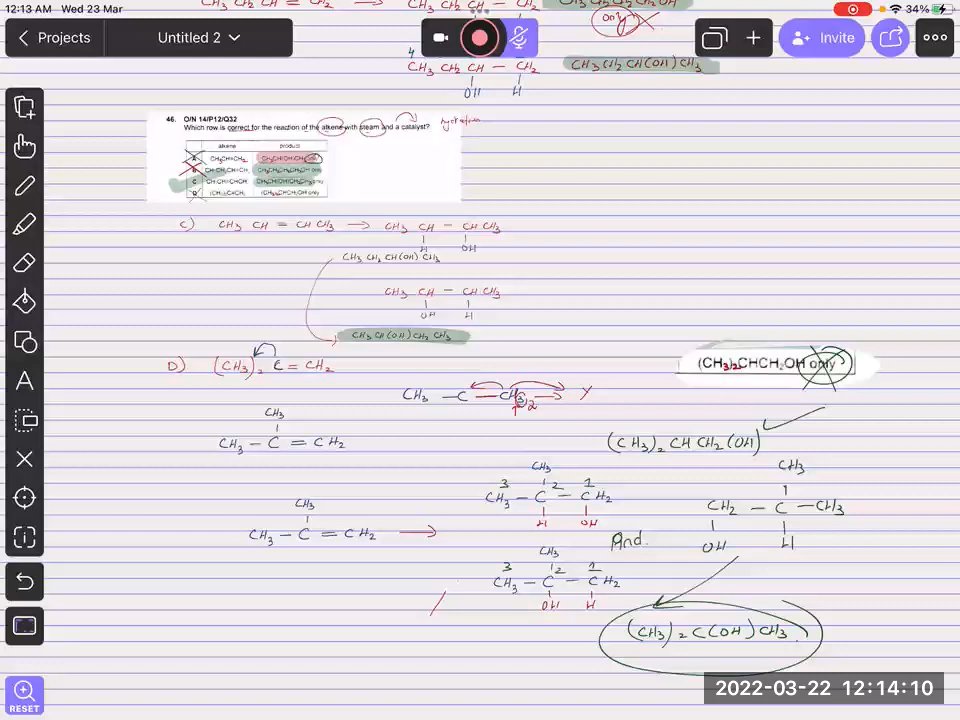 12:13 AM Wed 23 Mar
34%
Projects
Untitled 2
Invite
only
4
CH3 CH2 CH — CH2
OH H
CH3 CH2 CH(OH) CH3
46. O/N 14/P12/Q32
Which row is correct for the reaction of the alkene with steam and a catalyst?
hydration
alkene product
A
B
C
D
C) CH3 CH = CH CH3 → CH3 CH — CH CH3
H OH
CH3 CH2 CH(OH) CH3
CH3 CH — CH CH3
OH H
CH3 CH(OH) CH2 CH3
D) (CH3)2 C = CH2
(CH3)2CHCH2OH only
CH3
CH3 — C = CH2
(CH3)2 CH CH2(OH)
CH3
CH3 — C = CH2 →
CH3
3 2 1
CH3 — C — CH2
H OH
And
CH3
CH2 — C — CH3
OH H
CH3
3 2 1
CH3 — C — CH2
OH H
(CH3)2 C(OH) CH3
A
RESET
2022-03-22 12:14:10